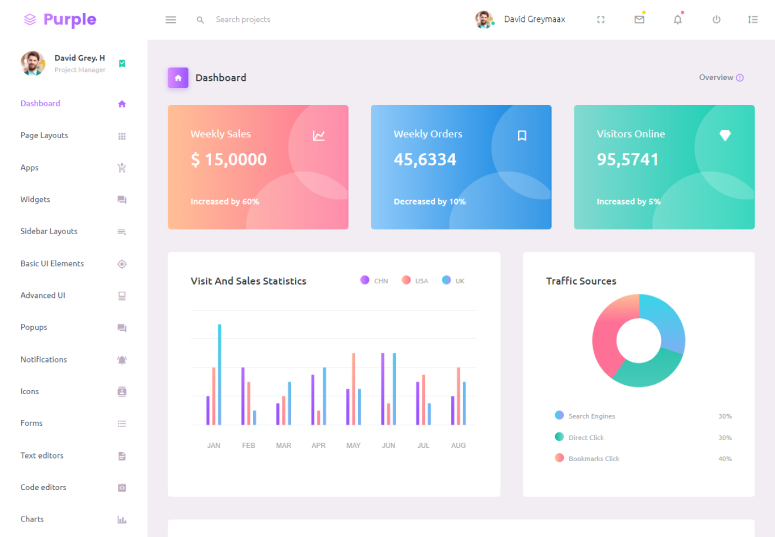 Purple
Search projects
David Greymaax
David Grey. H
Project Manager
Dashboard
Page Layouts
Apps
Widgets
Sidebar Layouts
Basic UI Elements
Advanced UI
Popups
Notifications
Icons
Forms
Text editors
Code editors
Charts
Dashboard
Overview
Weekly Sales
$ 15,0000
Increased by 60%
Weekly Orders
45,6334
Decreased by 10%
Visitors Online
95,5741
Increased by 5%
Visit And Sales Statistics
CHN USA UK
JAN FEB MAR APR MAY JUN JUL AUG
Traffic Sources
Search Engines 30%
Direct Click 30%
Bookmarks Click 40%